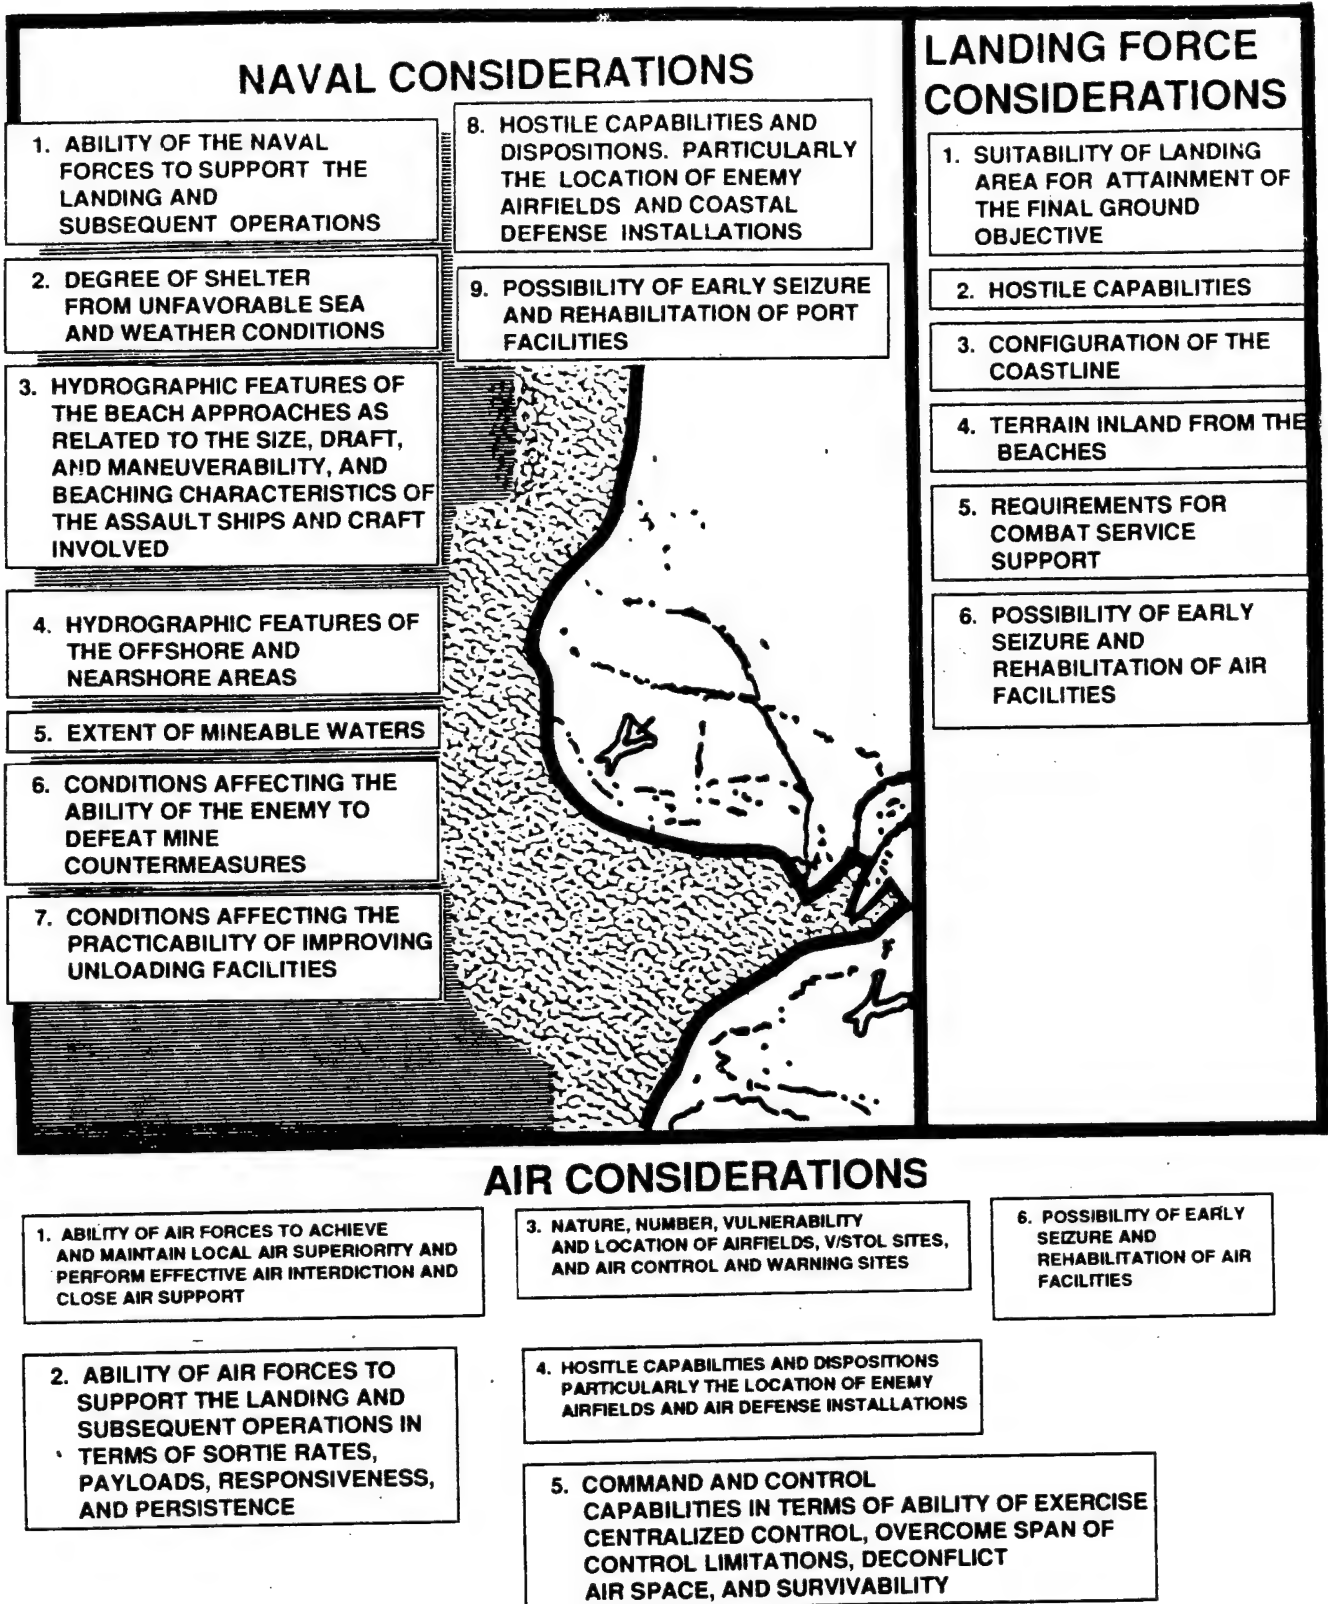 NAVAL CONSIDERATIONS
1. ABILITY OF THE NAVAL
FORCES TO SUPPORT THE
LANDING AND
SUBSEQUENT OPERATIONS
2. DEGREE OF SHELTER
FROM UNFAVORABLE SEA
AND WEATHER CONDITIONS
3. HYDROGRAPHIC FEATURES OF
THE BEACH APPROACHES AS
RELATED TO THE SIZE, DRAFT,
AND MANEUVERABILITY, AND
BEACHING CHARACTERISTICS OF
THE ASSAULT SHIPS AND CRAFT
INVOLVED
4. HYDROGRAPHIC FEATURES OF
THE OFFSHORE AND
NEARSHORE AREAS
5. EXTENT OF MINEABLE WATERS
6. CONDITIONS AFFECTING THE
ABILITY OF THE ENEMY TO
DEFEAT MINE
COUNTERMEASURES
7. CONDITIONS AFFECTING THE
PRACTICABILITY OF IMPROVING
UNLOADING FACILITIES
8. HOSTILE CAPABILITIES AND
DISPOSITIONS. PARTICULARLY
THE LOCATION OF ENEMY
AIRFIELDS AND COASTAL
DEFENSE INSTALLATIONS
9. POSSIBILITY OF EARLY SEIZURE
AND REHABILITATION OF PORT
FACILITIES
LANDING FORCE
CONSIDERATIONS
1. SUITABILITY OF LANDING
AREA FOR ATTAINMENT OF
THE FINAL GROUND
OBJECTIVE
2. HOSTILE CAPABILITIES
3. CONFIGURATION OF THE
COASTLINE
4. TERRAIN INLAND FROM THE
BEACHES
5. REQUIREMENTS FOR
COMBAT SERVICE
SUPPORT
6. POSSIBILITY OF EARLY
SEIZURE AND
REHABILITATION OF AIR
FACILITIES
AIR CONSIDERATIONS
1. ABILITY OF AIR FORCES TO ACHIEVE
AND MAINTAIN LOCAL AIR SUPERIORITY AND
PERFORM EFFECTIVE AIR INTERDICTION AND
CLOSE AIR SUPPORT
2. ABILITY OF AIR FORCES TO
SUPPORT THE LANDING AND
SUBSEQUENT OPERATIONS IN
TERMS OF SORTIE RATES,
PAYLOADS, RESPONSIVENESS,
AND PERSISTENCE
3. NATURE, NUMBER, VULNERABILITY
AND LOCATION OF AIRFIELDS, V/STOL SITES,
AND AIR CONTROL AND WARNING SITES
4. HOSITLE CAPABILITIES AND DISPOSITIONS
PARTICULARLY THE LOCATION OF ENEMY
AIRFIELDS AND AIR DEFENSE INSTALLATIONS
5. COMMAND AND CONTROL
CAPABILITIES IN TERMS OF ABILITY OF EXERCISE
CENTRALIZED CONTROL, OVERCOME SPAN OF
CONTROL LIMITATIONS, DECONFLICT
AIR SPACE, AND SURVIVABILITY
6. POSSIBILITY OF EARLY
SEIZURE AND
REHABILITATION OF AIR
FACILITIES